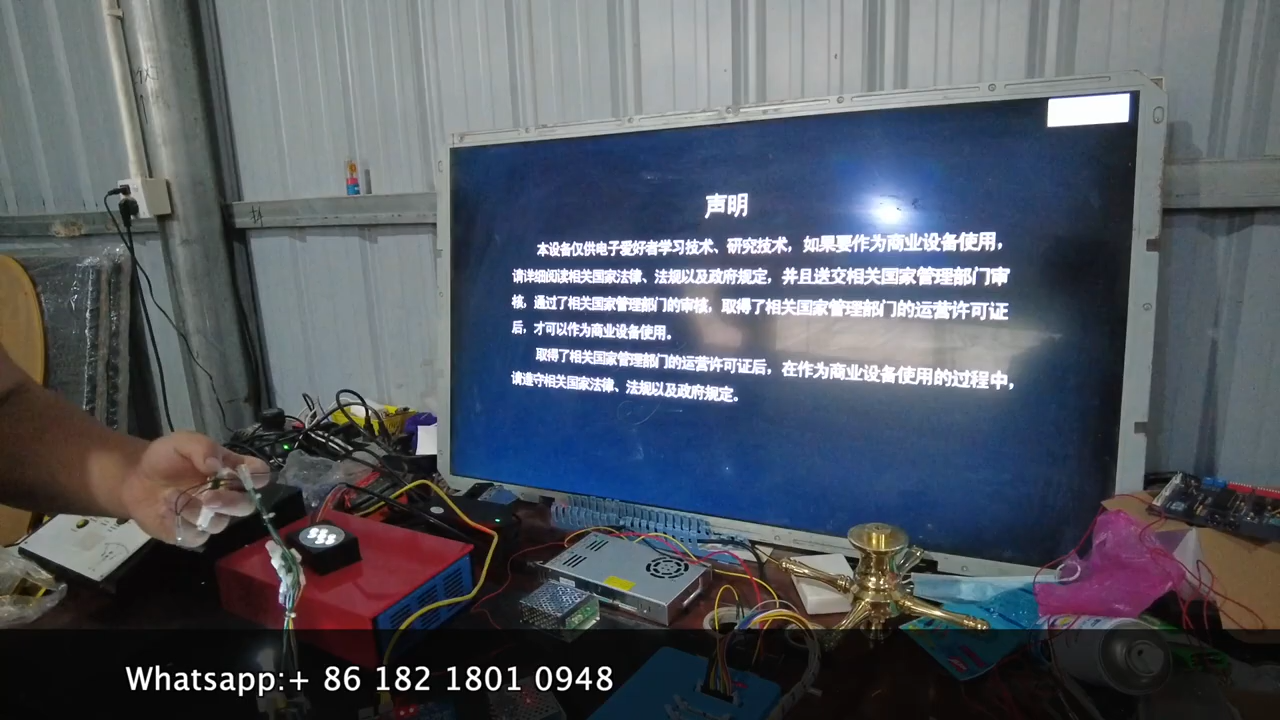 声明
本设备仅供电子爱好者学习技术、研究技术，如果要作为商业设备使用，
请详细阅读相关国家法律、法规以及政府规定，并且送交相关国家管理部门审
核，通过了相关国家管理部门的审核，取得了相关国家管理部门的运营许可证
后，才可以作为商业设备使用。
取得了相关国家管理部门的运营许可证后，在作为商业设备使用的过程中，
请遵守相关国家法律、法规以及政府规定。
Whatsapp:+ 86 182 1801 0948